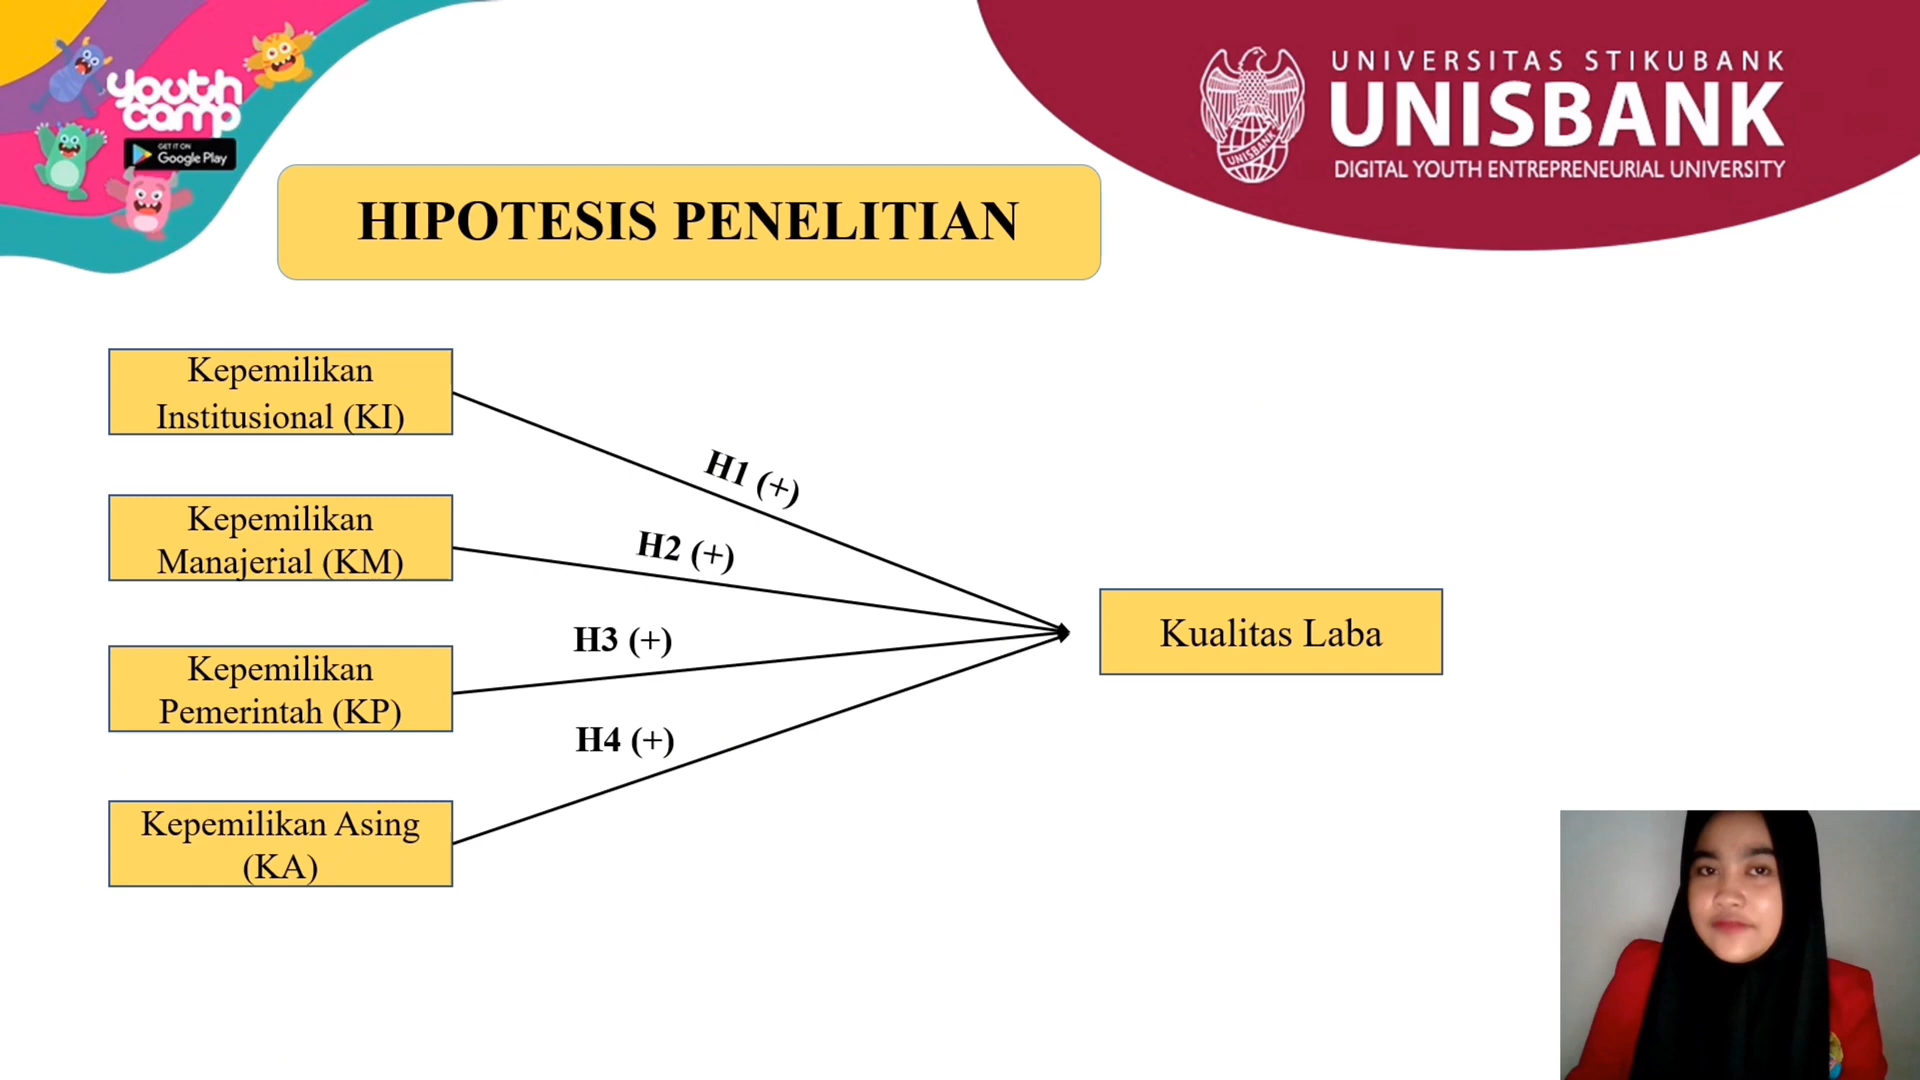 youth
camp
GET IT ON
Google Play
UNIVERSITAS STIKUBANK
UNISBANK
DIGITAL YOUTH ENTREPRENEURIAL UNIVERSITY
UNISBANK
HIPOTESIS PENELITIAN
Kepemilikan
Institusional (KI)
H1 (+)
Kepemilikan
Manajerial (KM)
H2 (+)
Kepemilikan
Pemerintah (KP)
H3 (+)
Kepemilikan Asing
(KA)
H4 (+)
Kualitas Laba